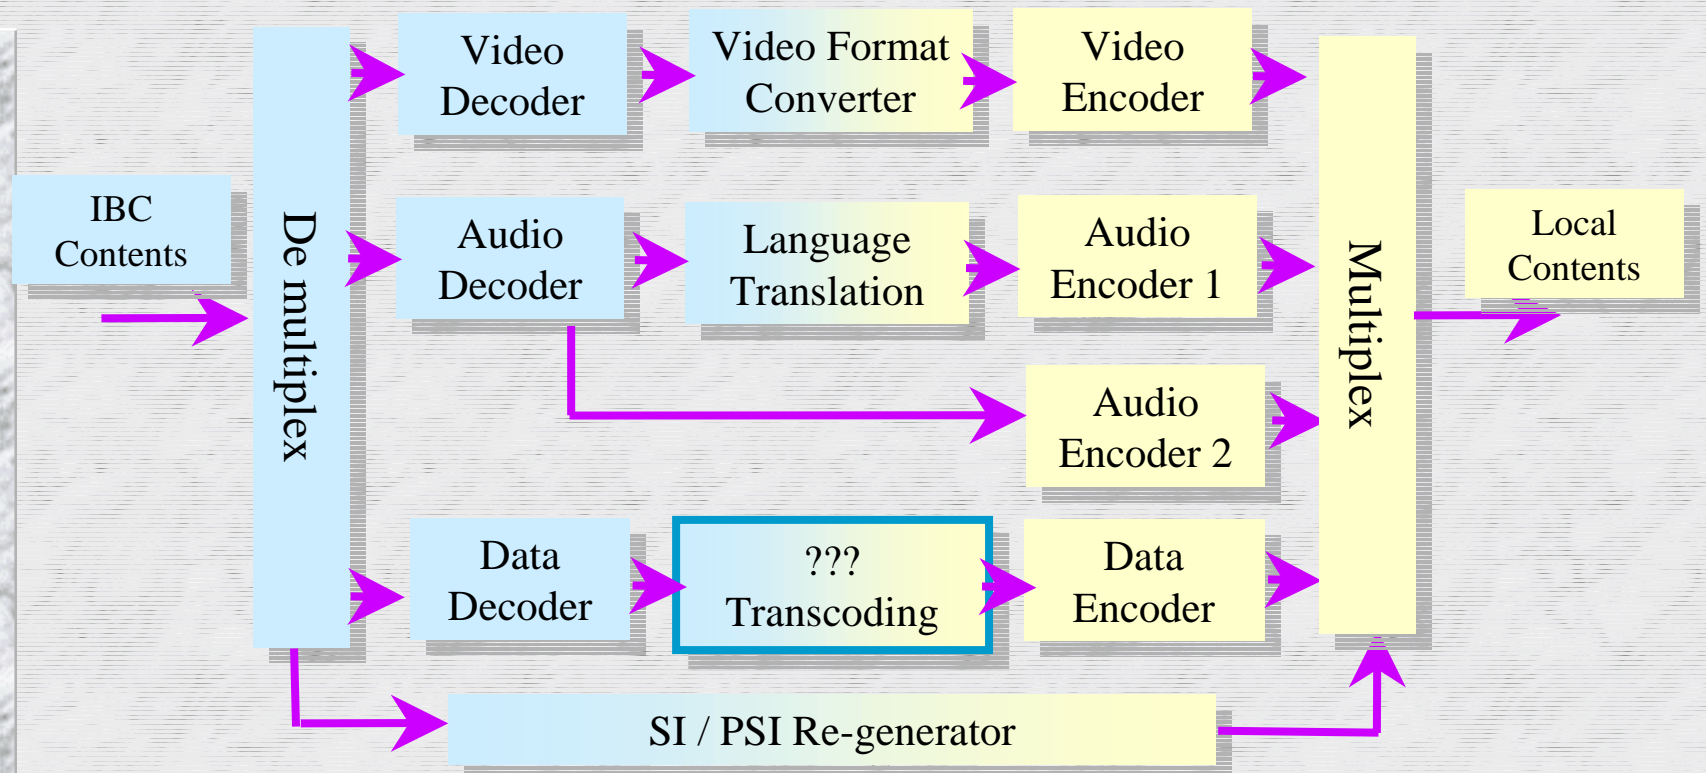 Video
Decoder
Video Format
Converter
Video
Encoder
IBC
Contents
De multiplex
Audio
Decoder
Language
Translation
Audio
Encoder 1
Multiplex
Local
Contents
Audio
Encoder 2
Data
Decoder
???
Transcoding
Data
Encoder
SI / PSI Re-generator